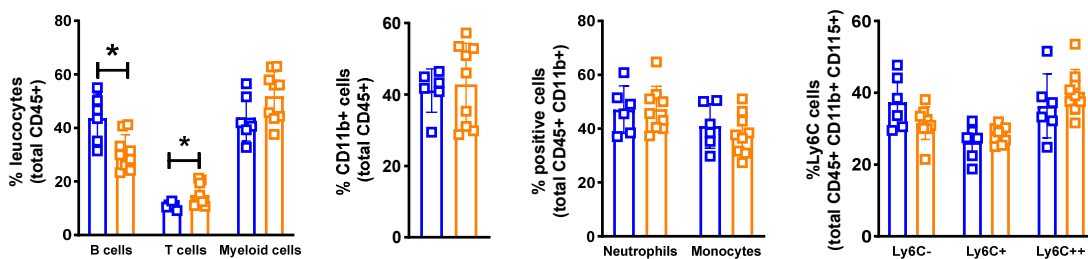 % leucocytes
(total CD45+)
80
60
40
20
0
*
*
B cells
T cells
Myeloid cells
% CD11b+ cells
(total CD45+)
60
40
20
0
% positive cells
(total CD45+ CD11b+)
80
60
40
20
0
Neutrophils
Monocytes
%Ly6C cells
(total CD45+ CD11b+ CD115+)
60
40
20
0
Ly6C-
Ly6C+
Ly6C++